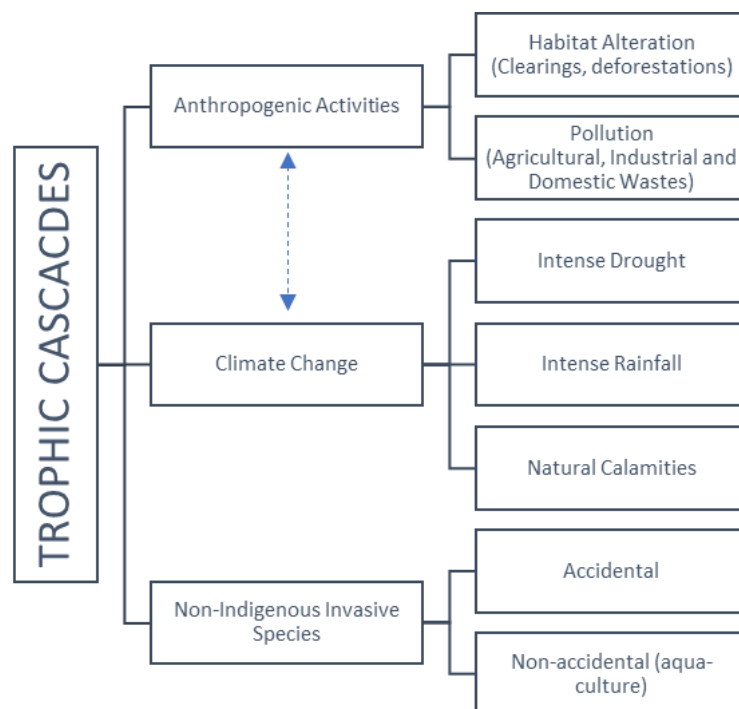 TROPHIC CASCACDES
Anthropogenic Activities
Climate Change
Non-Indigenous Invasive
Species
Habitat Alteration
(Clearings, deforestations)
Pollution
(Agricultural, Industrial and
Domestic Wastes)
Intense Drought
Intense Rainfall
Natural Calamities
Accidental
Non-accidental (aqua-
culture)